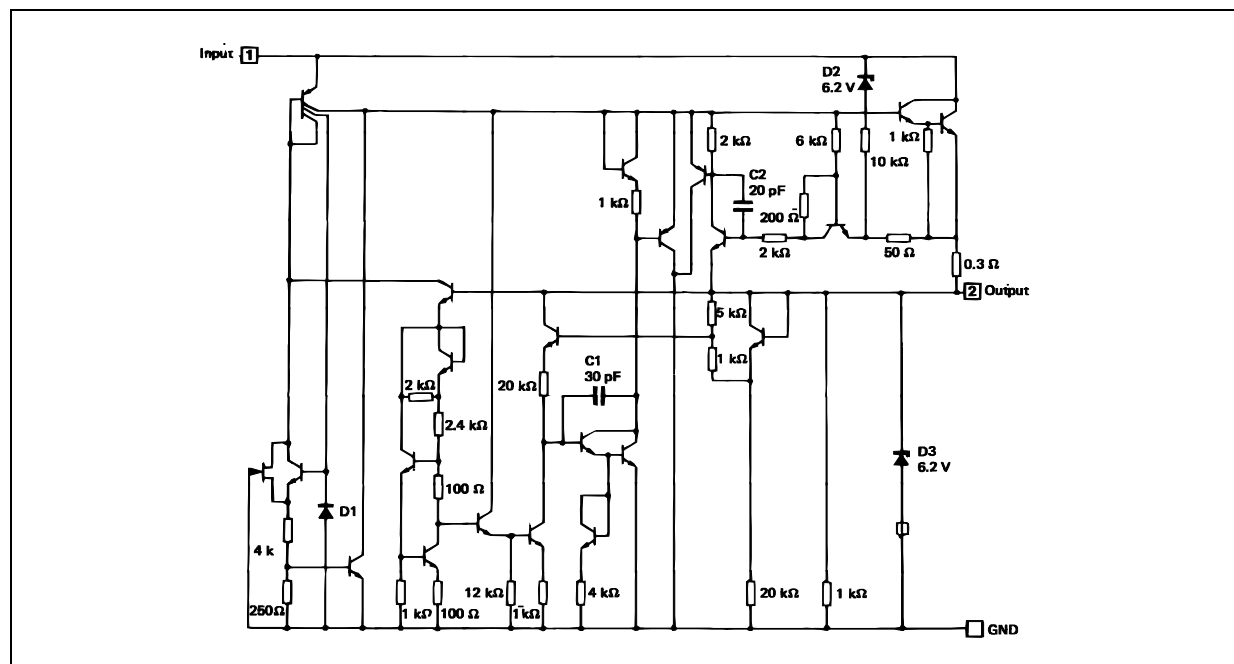 Input 1
D2
6.2 V
2 kΩ
6 kΩ
1 kΩ
10 kΩ
C2
20 pF
1 kΩ
200 Ω
2 kΩ
50 Ω
0.3 Ω
2 Output
5 kΩ
C1
30 pF
1 kΩ
2 kΩ
20 kΩ
2.4 kΩ
D3
6.2 V
100 Ω
D1
4 k
250Ω
1 kΩ
100 Ω
12 kΩ
1 kΩ
4 kΩ
20 kΩ
1 kΩ
GND